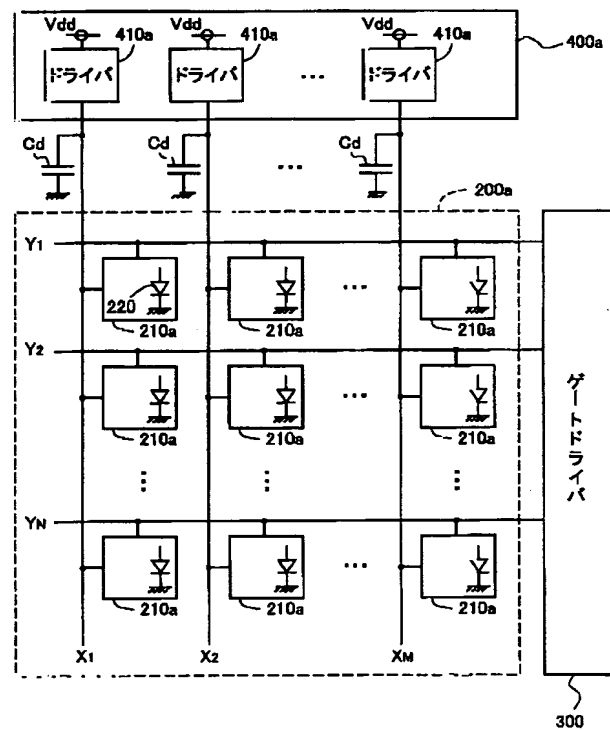 Vdd Vdd Vdd
410a 410a 410a
400a
ドライバ ドライバ … ドライバ
Cd Cd … Cd
200a
Y1
220
210a 210a … 210a
Y2
210a 210a … 210a
YN
210a 210a … 210a
X1 X2 XM
ゲートドライバ
300